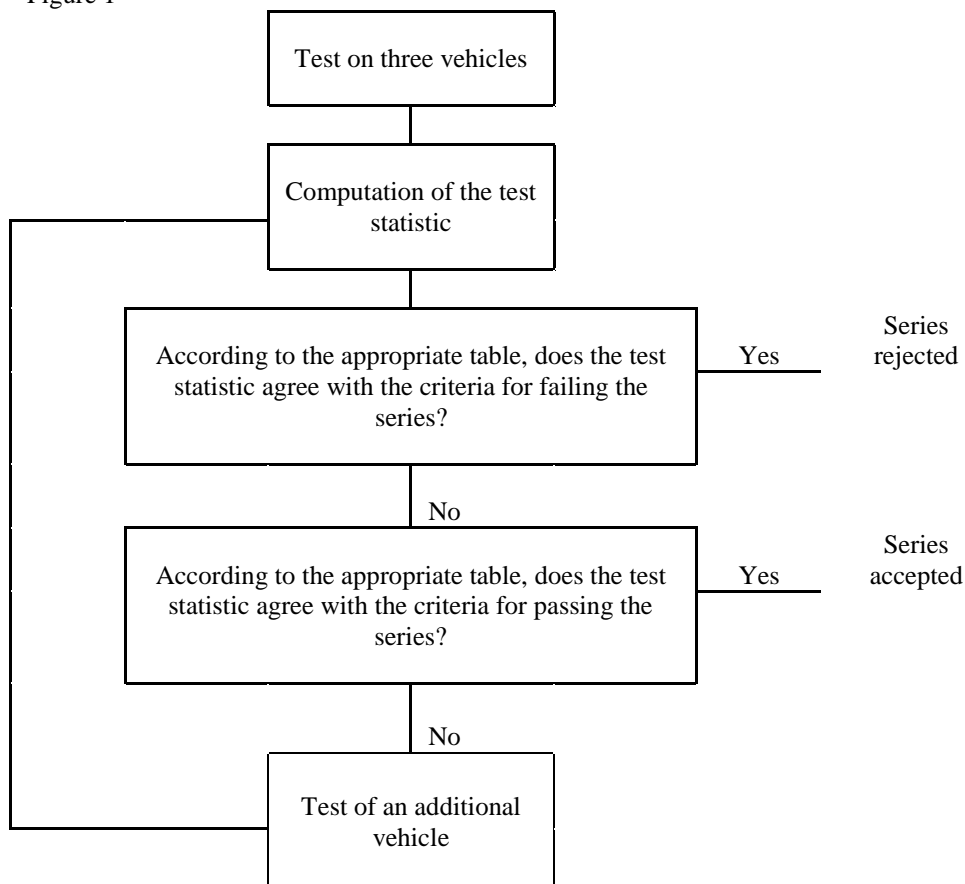 Figure 1
Test on three vehicles
Computation of the test
statistic
According to the appropriate table, does the test
statistic agree with the criteria for failing the
series?
Yes
Series
rejected
No
According to the appropriate table, does the test
statistic agree with the criteria for passing the
series?
Yes
Series
accepted
No
Test of an additional
vehicle